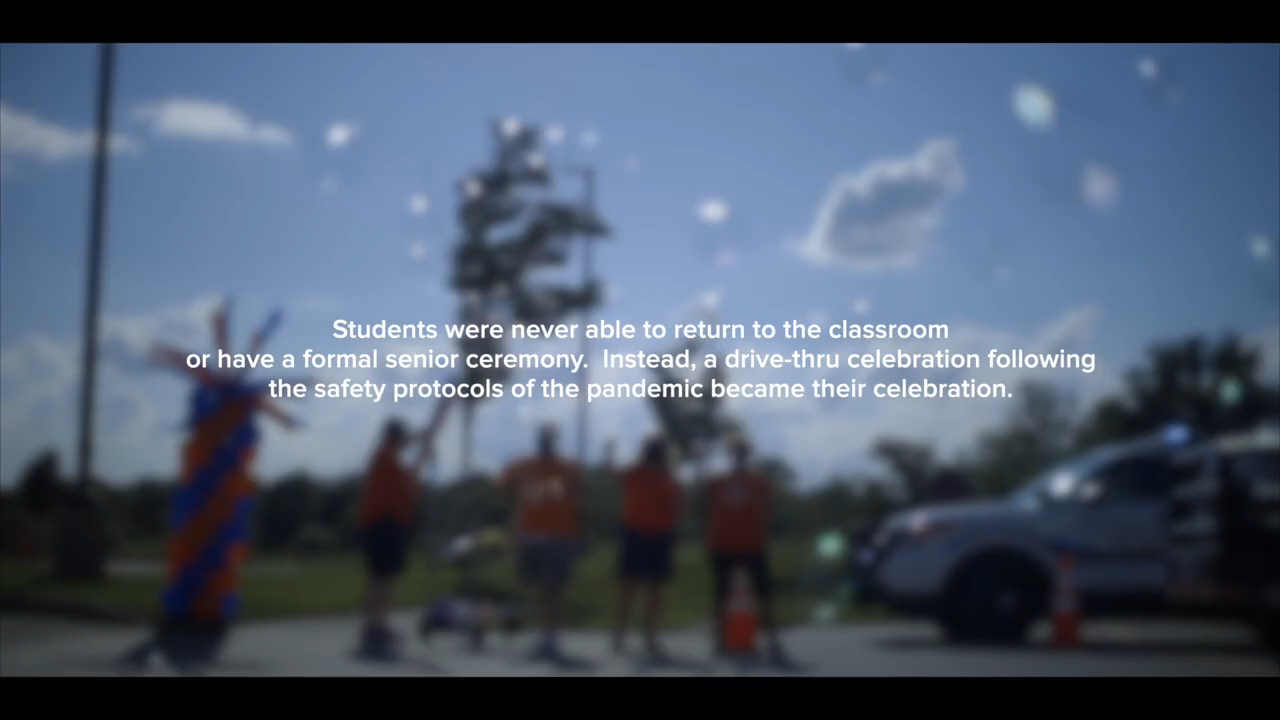 Students were never able to return to the classroom
or have a formal senior ceremony.  Instead, a drive-thru celebration following
the safety protocols of the pandemic became their celebration.